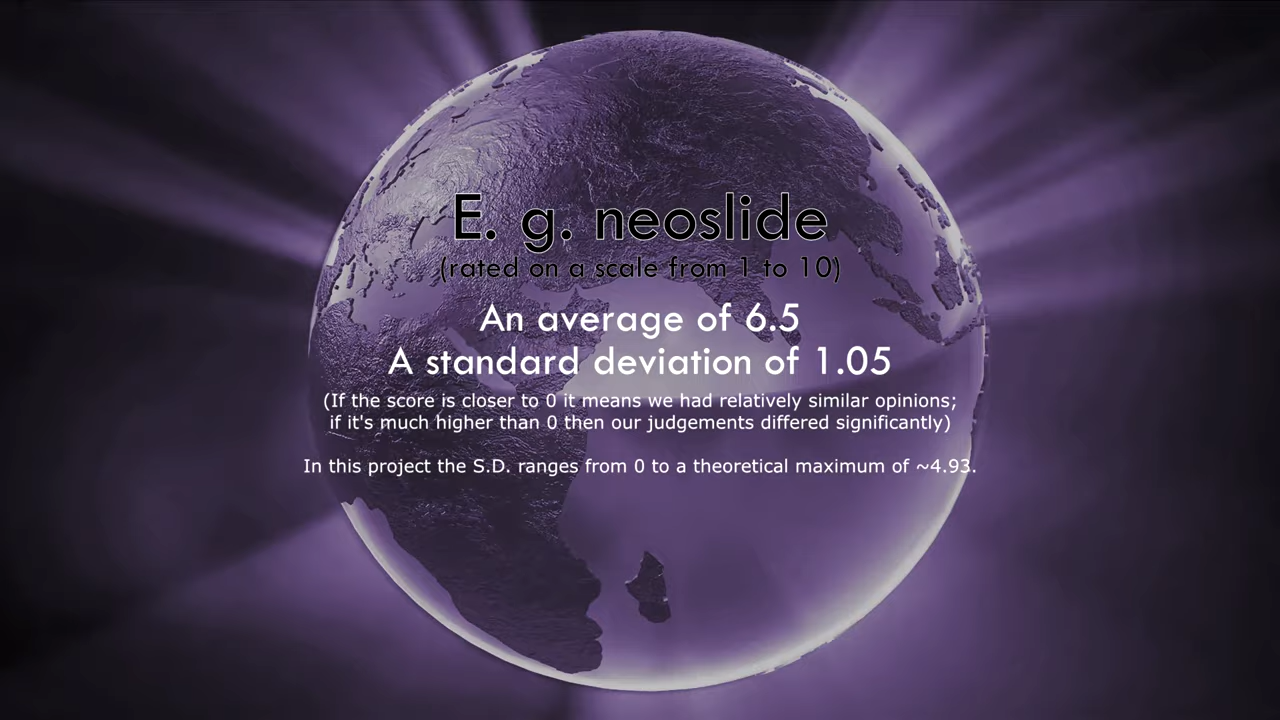 E. g. neoslide
(rated on a scale from 1 to 10)
An average of 6.5
A standard deviation of 1.05
(If the score is closer to 0 it means we had relatively similar opinions;
if it's much higher than 0 then our judgements differed significantly)
In this project the S.D. ranges from 0 to a theoretical maximum of ~4.93.